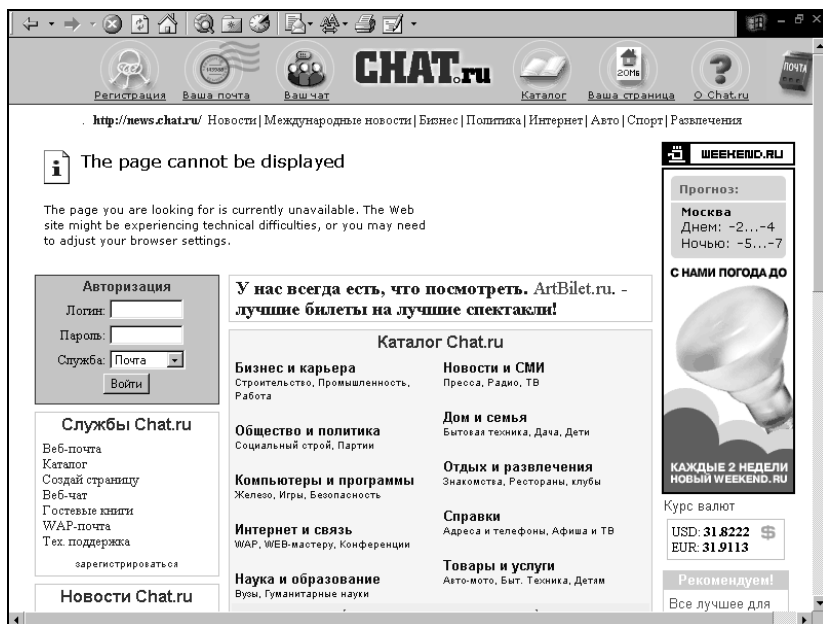 CHAT.ru
20МБ
ПОЧТА
Регистрация Ваша почта Ваш чат Каталог Ваша страница О Chat.ru
. http://news.chat.ru/ Новости | Международные новости | Бизнес | Политика | Интернет | Авто | Спорт | Развлечения
The page cannot be displayed
The page you are looking for is currently unavailable. The Web
site might be experiencing technical difficulties, or you may need
to adjust your browser settings.
Авторизация
Логин:
Пароль:
Служба: Почта
Войти
Службы Chat.ru
Веб-почта
Каталог
Создай страницу
Веб-чат
Гостевые книги
WAP-почта
Тех. поддержка
зарегистрироваться
Новости Chat.ru
У нас всегда есть, что посмотреть. ArtBilet.ru. -
лучшие билеты на лучшие спектакли!
Каталог Chat.ru
Бизнес и карьера
Строительство, Промышленность,
Работа
Общество и политика
Социальный строй, Партии
Компьютеры и программы
Железо, Игры, Безопасность
Интернет и связь
WAP, WEB-мастеру, Конференции
Наука и образование
Вузы, Гуманитарные науки
Новости и СМИ
Пресса, Радио, ТВ
Дом и семья
Бытовая техника, Дача, Дети
Отдых и развлечения
Знакомства, Рестораны, клубы
Справки
Адреса и телефоны, Афиша и ТВ
Товары и услуги
Авто-мото, Быт. Техника, Детям
WEEKEND.RU
Прогноз:
Москва
Днем: -2...-4
Ночью: -5...-7
С НАМИ ПОГОДА ДО
КАЖДЫЕ 2 НЕДЕЛИ
НОВЫЙ WEEKEND.RU
Курс валют
USD: 31.8222 $
EUR: 31.9113
Рекомендуем!
Все лучшее для